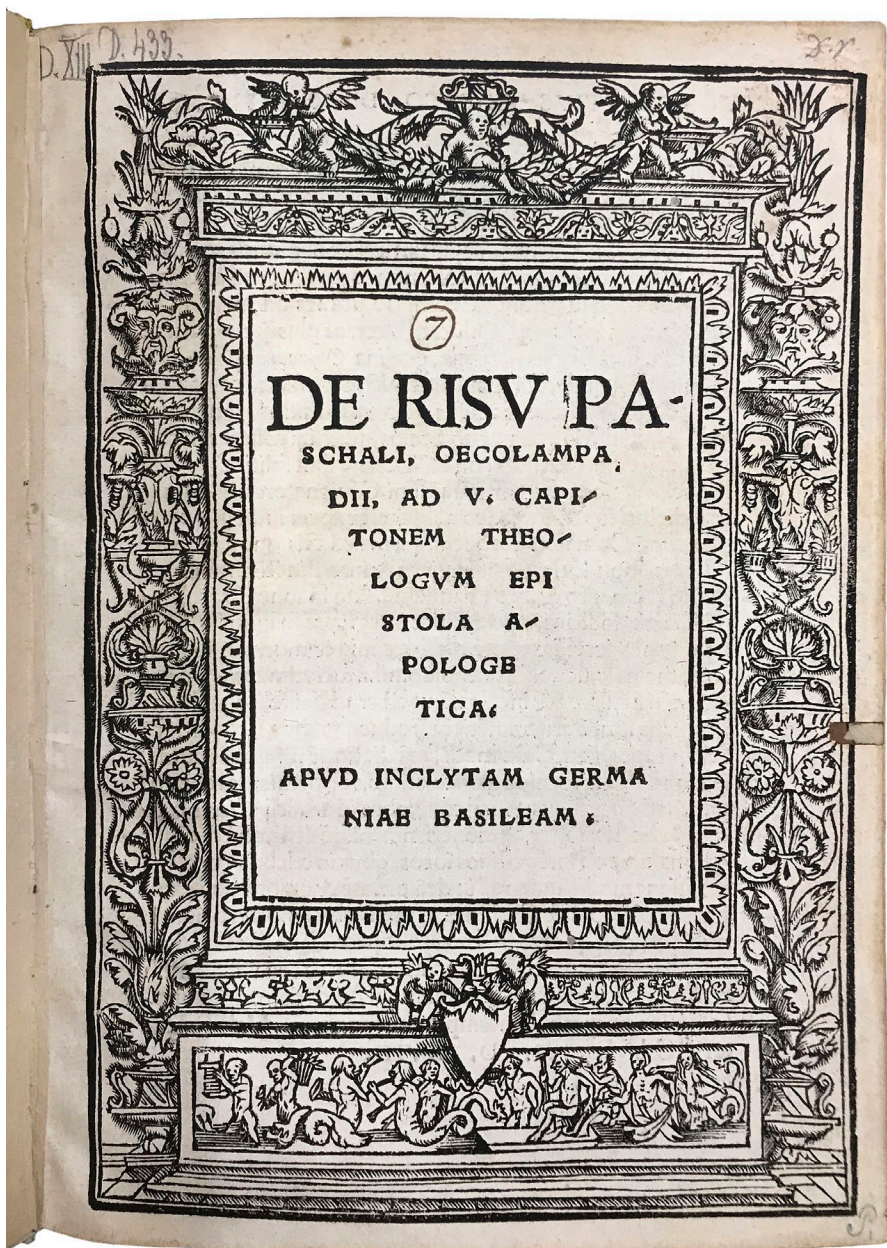 D. XIII D. 433.
7
DE RISV PA-
SCHALI, OECOLAMPA
DII, AD V. CAPI-
TONEM THEO-
LOGVM EPI
STOLA A-
POLOGE
TICA.
APVD INCLYTAM GERMA
NIAE BASILEAM.